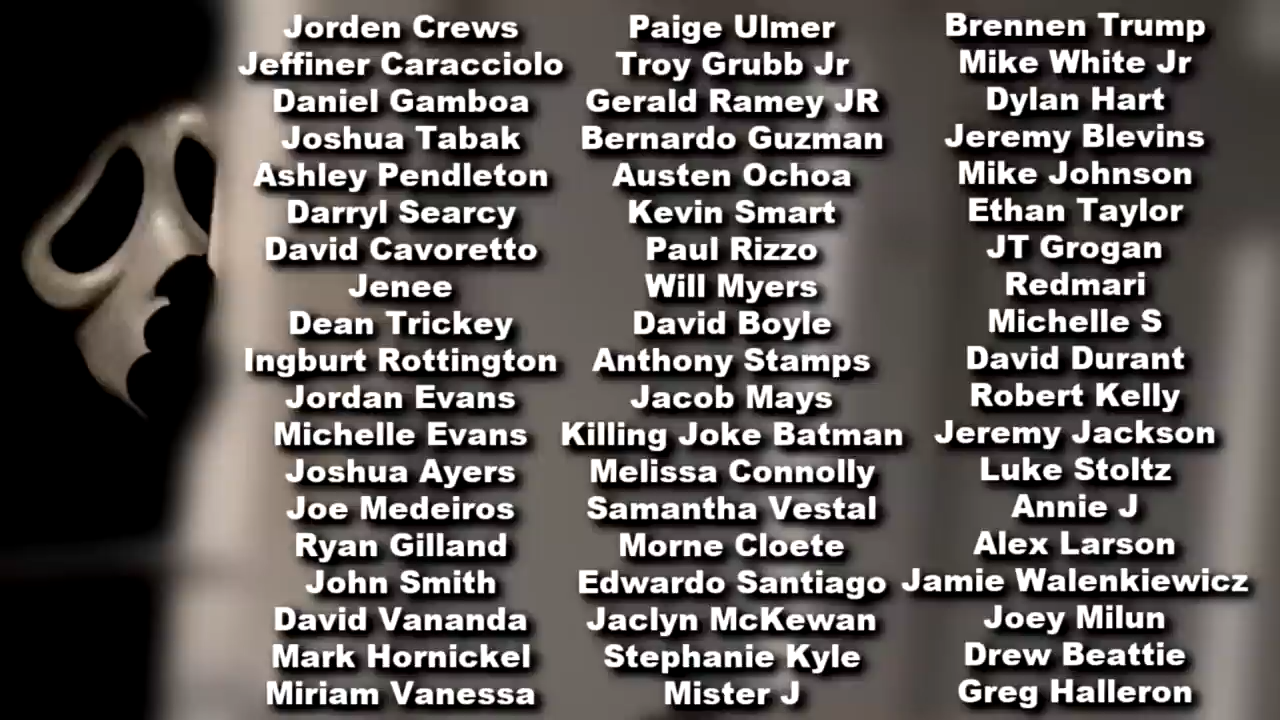 Jorden Crews
Jeffiner Caracciolo
Daniel Gamboa
Joshua Tabak
Ashley Pendleton
Darryl Searcy
David Cavoretto
Jenee
Dean Trickey
Ingburt Rottington
Jordan Evans
Michelle Evans
Joshua Ayers
Joe Medeiros
Ryan Gilland
John Smith
David Vananda
Mark Hornickel
Miriam Vanessa
Paige Ulmer
Troy Grubb Jr
Gerald Ramey JR
Bernardo Guzman
Austen Ochoa
Kevin Smart
Paul Rizzo
Will Myers
David Boyle
Anthony Stamps
Jacob Mays
Killing Joke Batman
Melissa Connolly
Samantha Vestal
Morne Cloete
Edwardo Santiago
Jaclyn McKewan
Stephanie Kyle
Mister J
Brennen Trump
Mike White Jr
Dylan Hart
Jeremy Blevins
Mike Johnson
Ethan Taylor
JT Grogan
Redmari
Michelle S
David Durant
Robert Kelly
Jeremy Jackson
Luke Stoltz
Annie J
Alex Larson
Jamie Walenkiewicz
Joey Milun
Drew Beattie
Greg Halleron